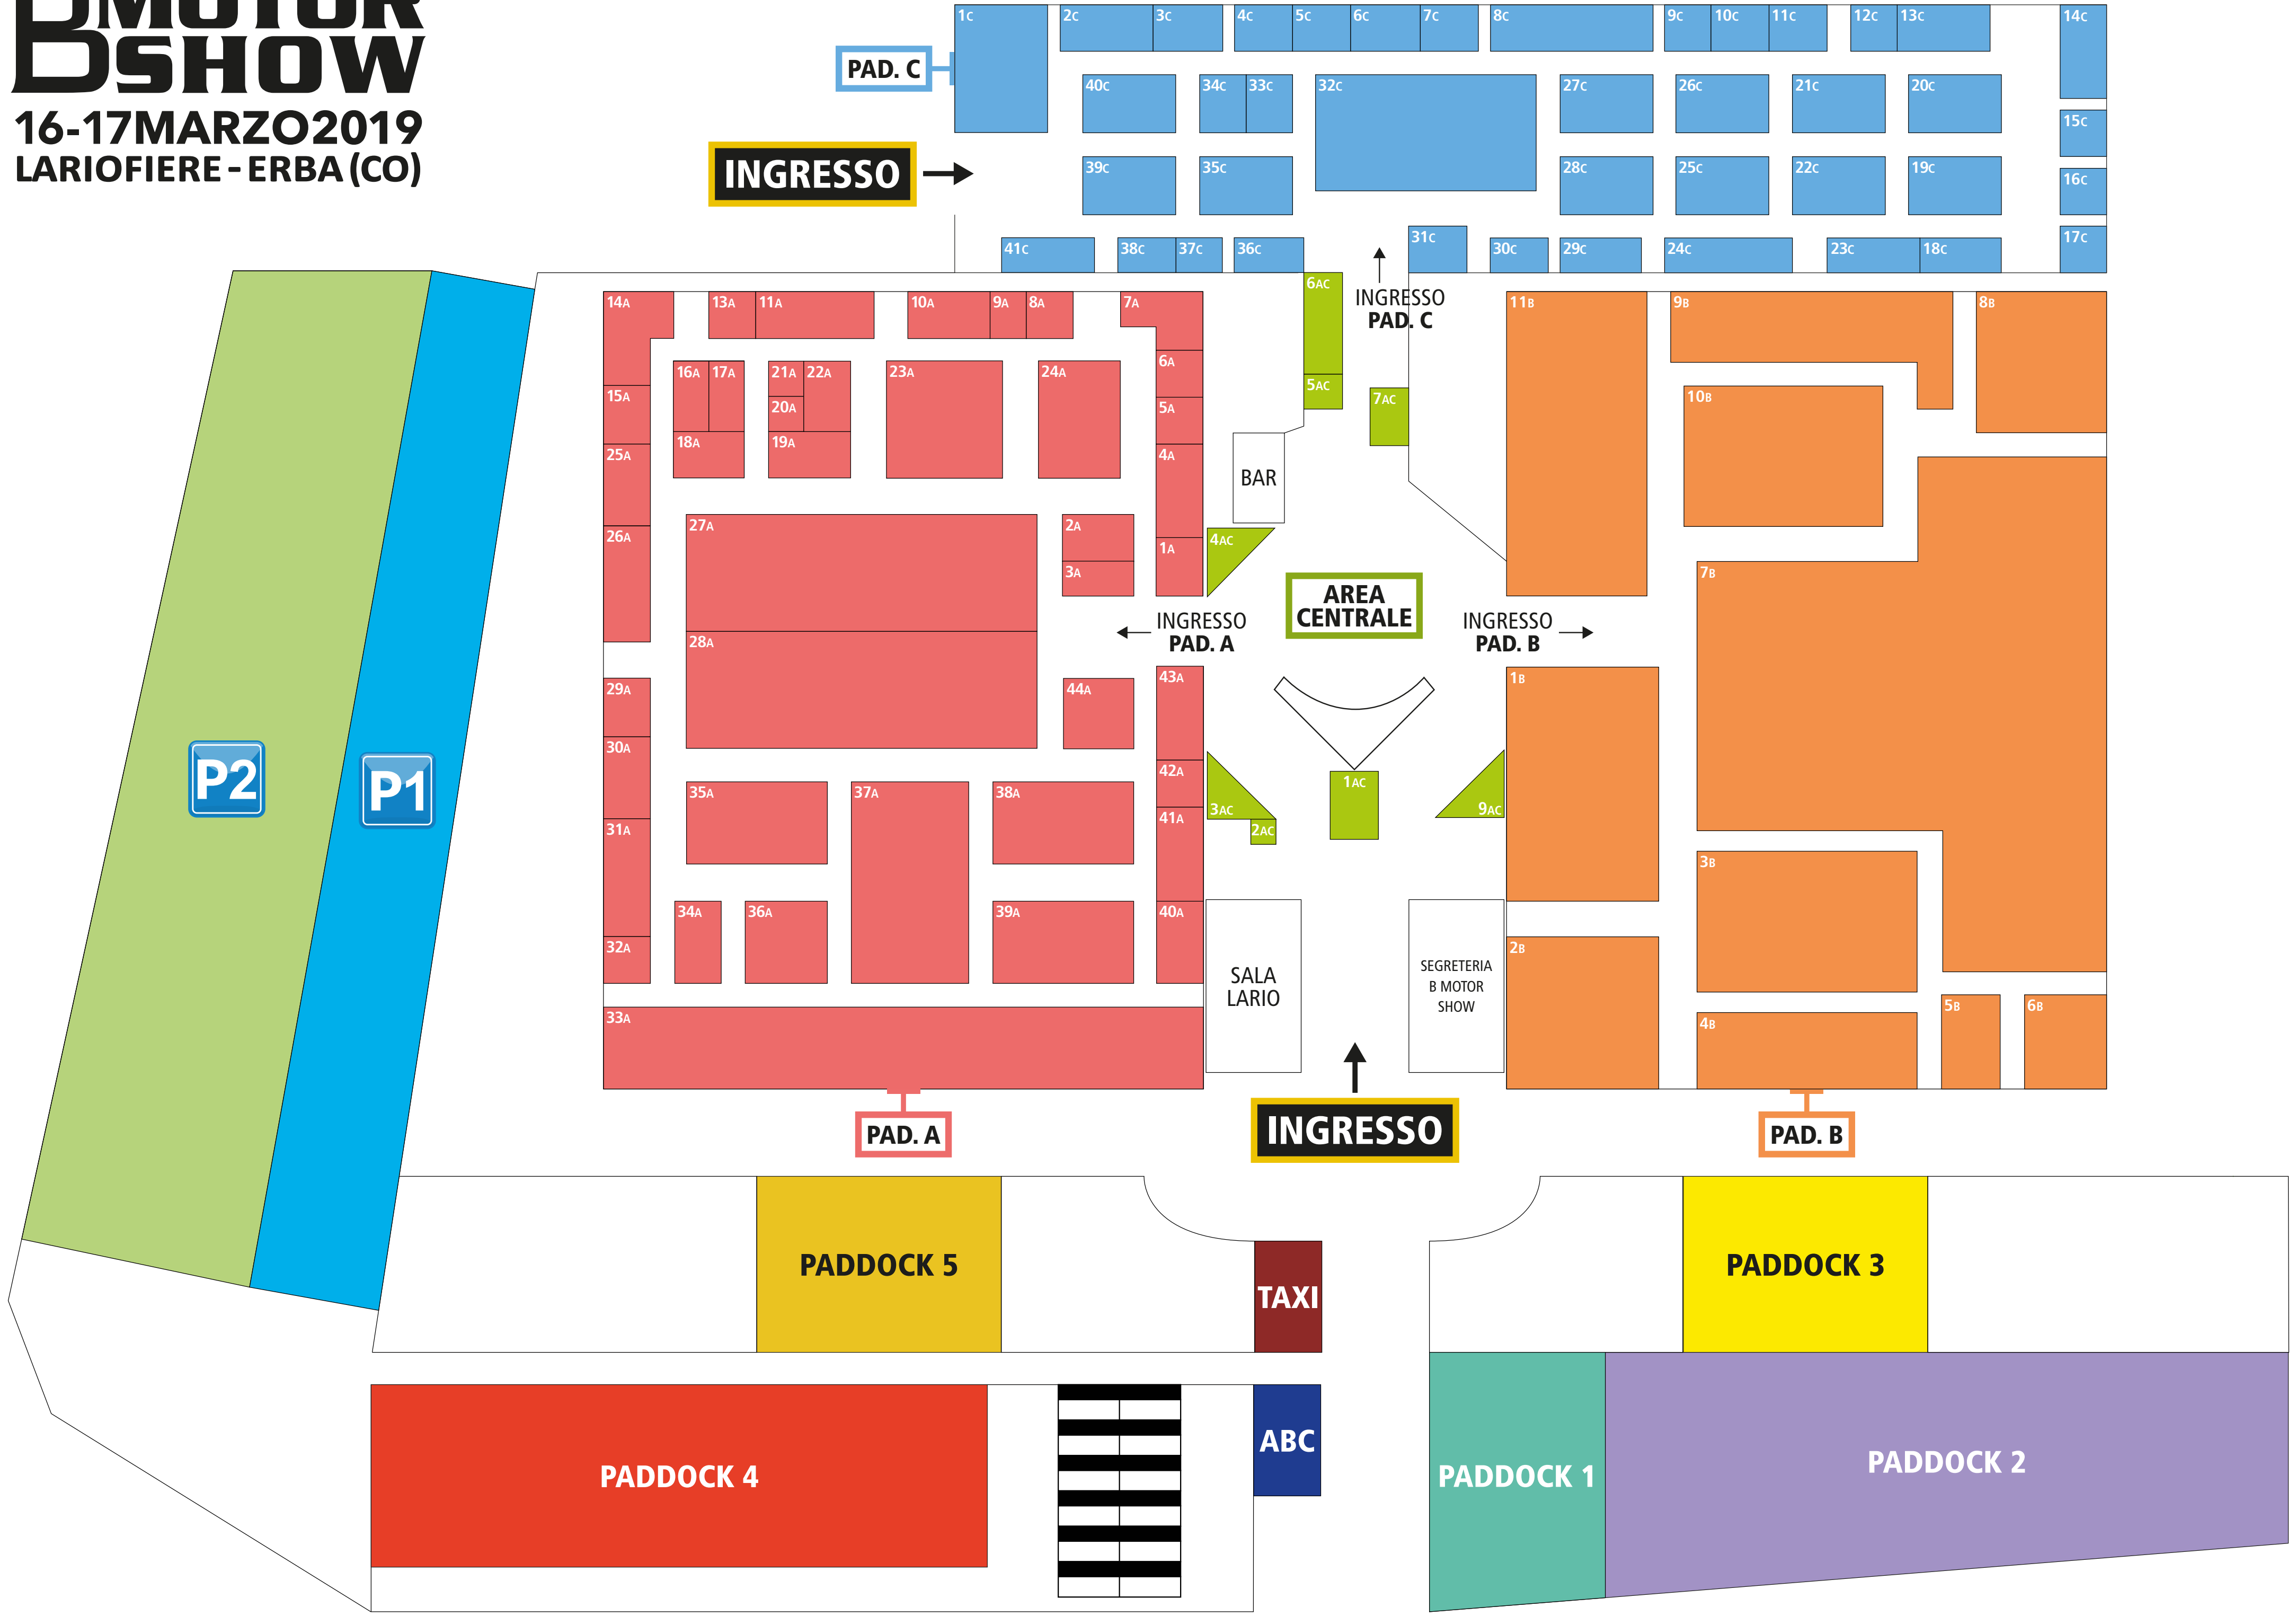 B MOTOR
SHOW
16-17MARZO2019
LARIOFIERE - ERBA (CO)
PAD. C
INGRESSO
1C
2C
3C
4C
5C
6C
7C
8C
9C
10C
11C
12C
13C
14C
40C
34C
33C
32C
27C
26C
21C
20C
15C
39C
35C
28C
25C
22C
19C
16C
41C
38C
37C
36C
31C
30C
29C
24C
23C
18C
17C
INGRESSO
PAD. C
6AC
5AC
7AC
BAR
4AC
AREA
CENTRALE
INGRESSO
PAD. A
INGRESSO
PAD. B
3AC
2AC
1AC
9AC
SALA
LARIO
SEGRETERIA
B MOTOR
SHOW
INGRESSO
14A
13A
11A
10A
9A
8A
7A
16A
17A
21A
22A
23A
24A
6A
15A
20A
5A
18A
19A
25A
4A
27A
2A
26A
1A
3A
28A
29A
44A
43A
30A
42A
35A
37A
38A
31A
41A
34A
36A
39A
40A
32A
33A
PAD. A
11B
9B
8B
10B
7B
1B
3B
2B
5B
6B
4B
PAD. B
P2
P1
PADDOCK 5
TAXI
PADDOCK 3
PADDOCK 4
ABC
PADDOCK 1
PADDOCK 2